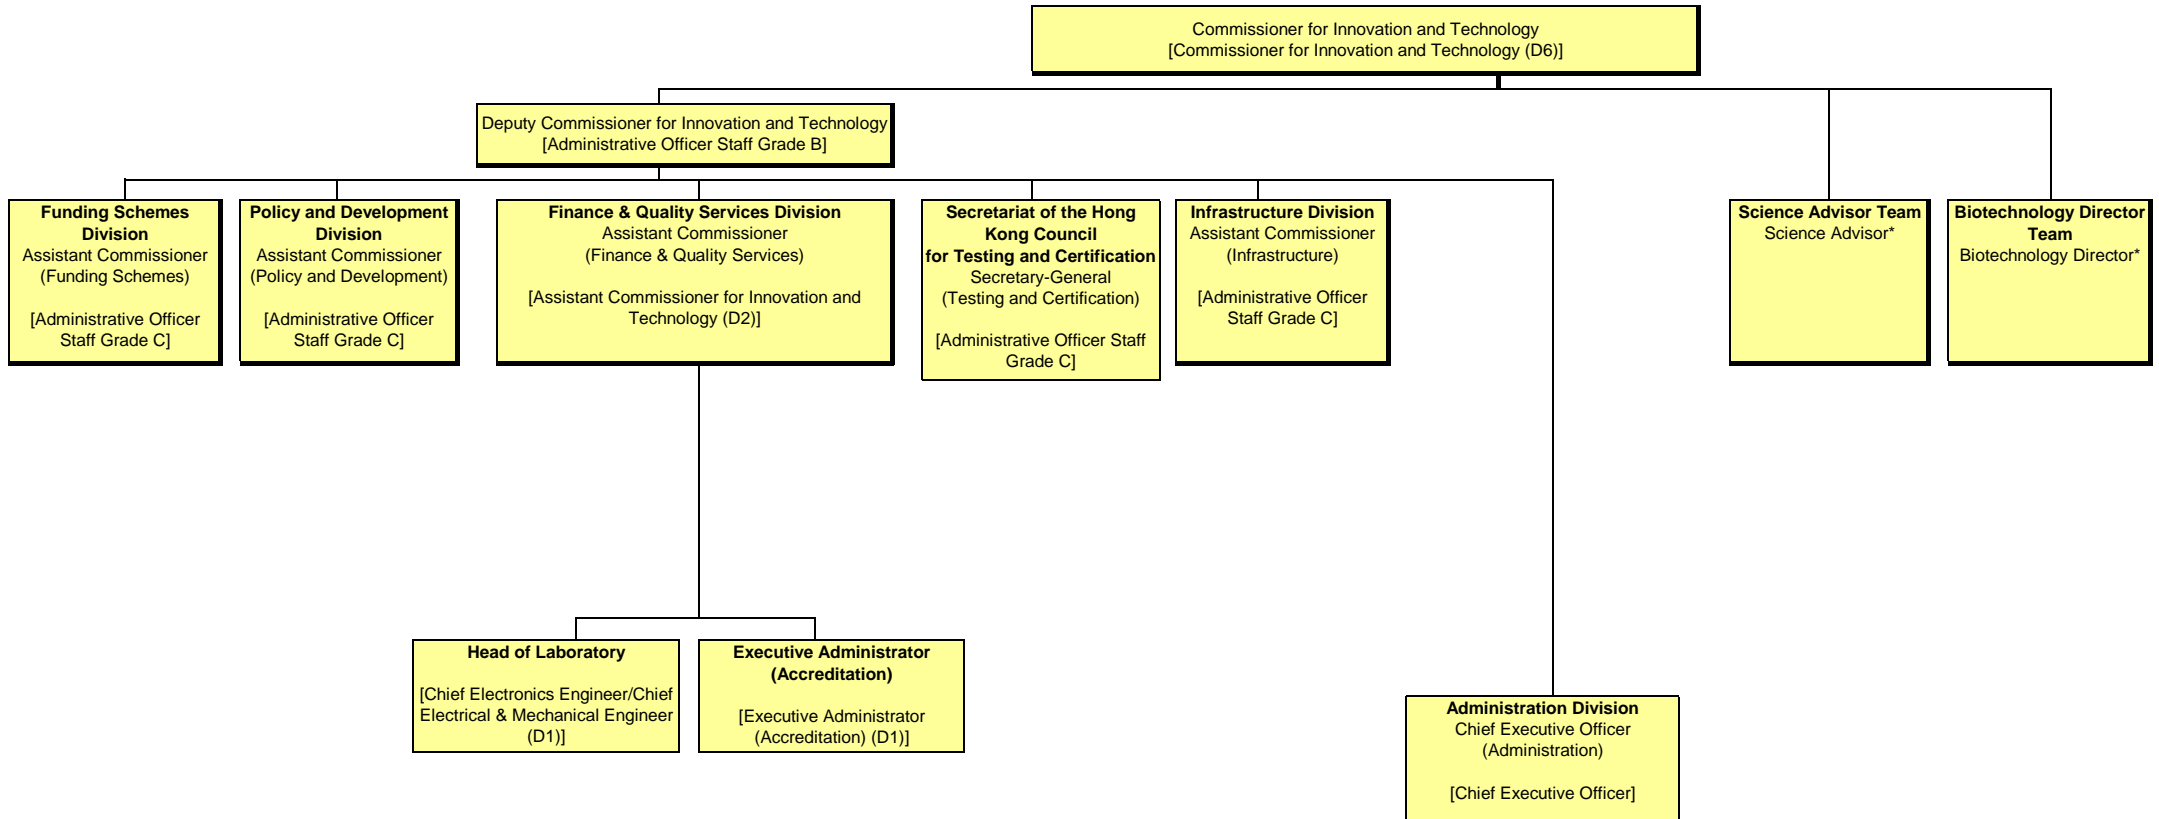 Commissioner for Innovation and Technology
[Commissioner for Innovation and Technology (D6)]
Deputy Commissioner for Innovation and Technology
[Administrative Officer Staff Grade B]
Funding Schemes
Division
Assistant Commissioner
(Funding Schemes)
[Administrative Officer
Staff Grade C]
Policy and Development
Division
Assistant Commissioner
(Policy and Development)
[Administrative Officer
Staff Grade C]
Finance & Quality Services Division
Assistant Commissioner
(Finance & Quality Services)
[Assistant Commissioner for Innovation and
Technology (D2)]
Secretariat of the Hong
Kong Council
for Testing and Certification
Secretary-General
(Testing and Certification)
[Administrative Officer Staff
Grade C]
Infrastructure Division
Assistant Commissioner
(Infrastructure)
[Administrative Officer
Staff Grade C]
Science Advisor Team
Science Advisor*
Biotechnology Director
Team
Biotechnology Director*
Head of Laboratory
[Chief Electronics Engineer/Chief
Electrical & Mechanical Engineer
(D1)]
Executive Administrator
(Accreditation)
[Executive Administrator
(Accreditation) (D1)]
Administration Division
Chief Executive Officer
(Administration)
[Chief Executive Officer]